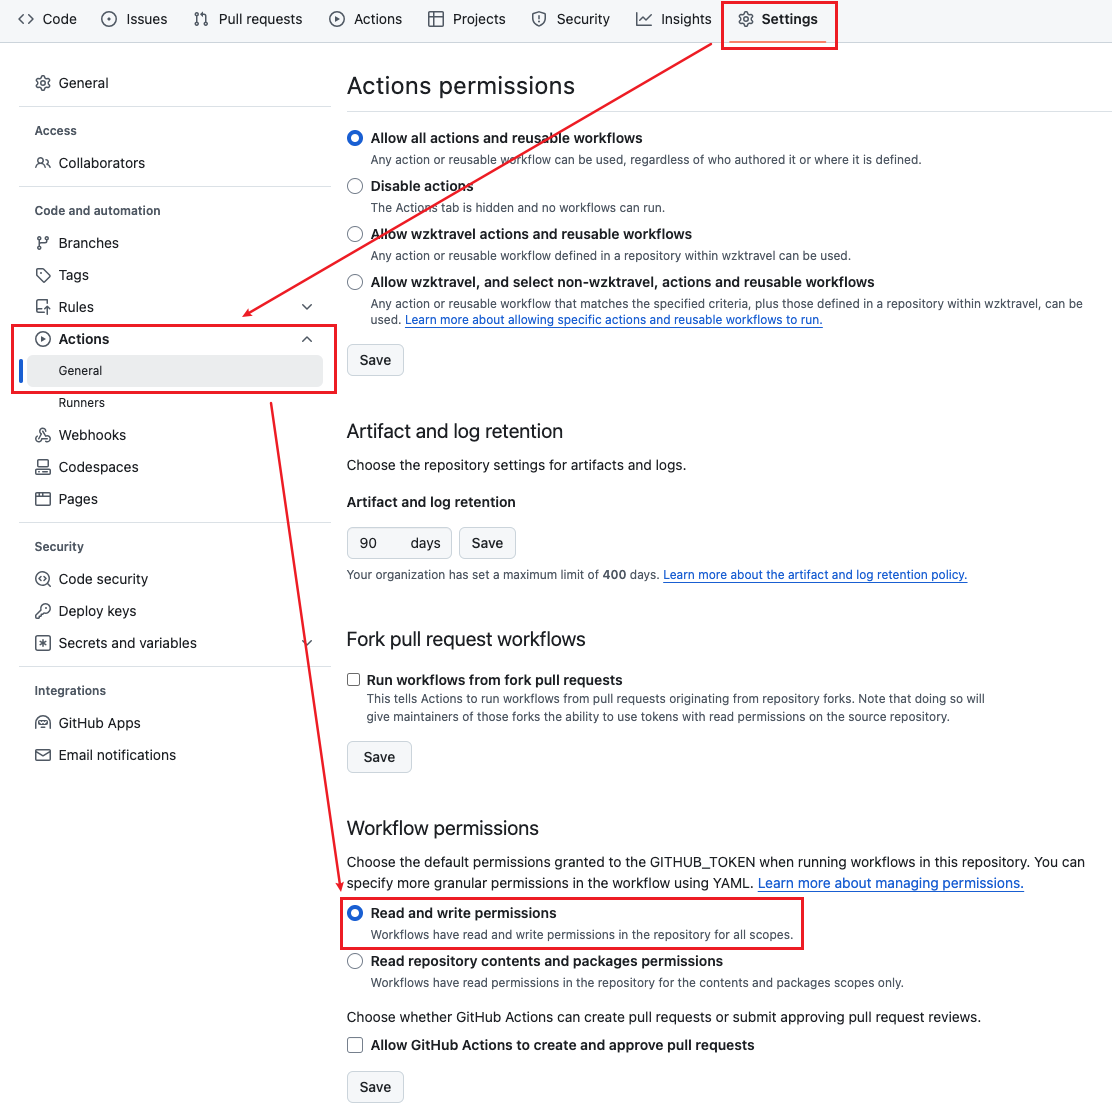 Code
Issues
Pull requests
Actions
Projects
Security
Insights
Settings
General
Access
Collaborators
Code and automation
Branches
Tags
Rules
Actions
General
Runners
Webhooks
Codespaces
Pages
Security
Code security
Deploy keys
Secrets and variables
Integrations
GitHub Apps
Email notifications
Actions permissions
Allow all actions and reusable workflows
Any action or reusable workflow can be used, regardless of who authored it or where it is defined.
Disable actions
The Actions tab is hidden and no workflows can run.
Allow wzktravel actions and reusable workflows
Any action or reusable workflow defined in a repository within wzktravel can be used.
Allow wzktravel, and select non-wzktravel, actions and reusable workflows
Any action or reusable workflow that matches the specified criteria, plus those defined in a repository within wzktravel, can be
used. Learn more about allowing specific actions and reusable workflows to run.
Save
Artifact and log retention
Choose the repository settings for artifacts and logs.
Artifact and log retention
90 days Save
Your organization has set a maximum limit of 400 days. Learn more about the artifact and log retention policy.
Fork pull request workflows
Run workflows from fork pull requests
This tells Actions to run workflows from pull requests originating from repository forks. Note that doing so will
give maintainers of those forks the ability to use tokens with read permissions on the source repository.
Save
Workflow permissions
Choose the default permissions granted to the GITHUB_TOKEN when running workflows in this repository. You can
specify more granular permissions in the workflow using YAML. Learn more about managing permissions.
Read and write permissions
Workflows have read and write permissions in the repository for all scopes.
Read repository contents and packages permissions
Workflows have read permissions in the repository for the contents and packages scopes only.
Choose whether GitHub Actions can create pull requests or submit approving pull request reviews.
Allow GitHub Actions to create and approve pull requests
Save